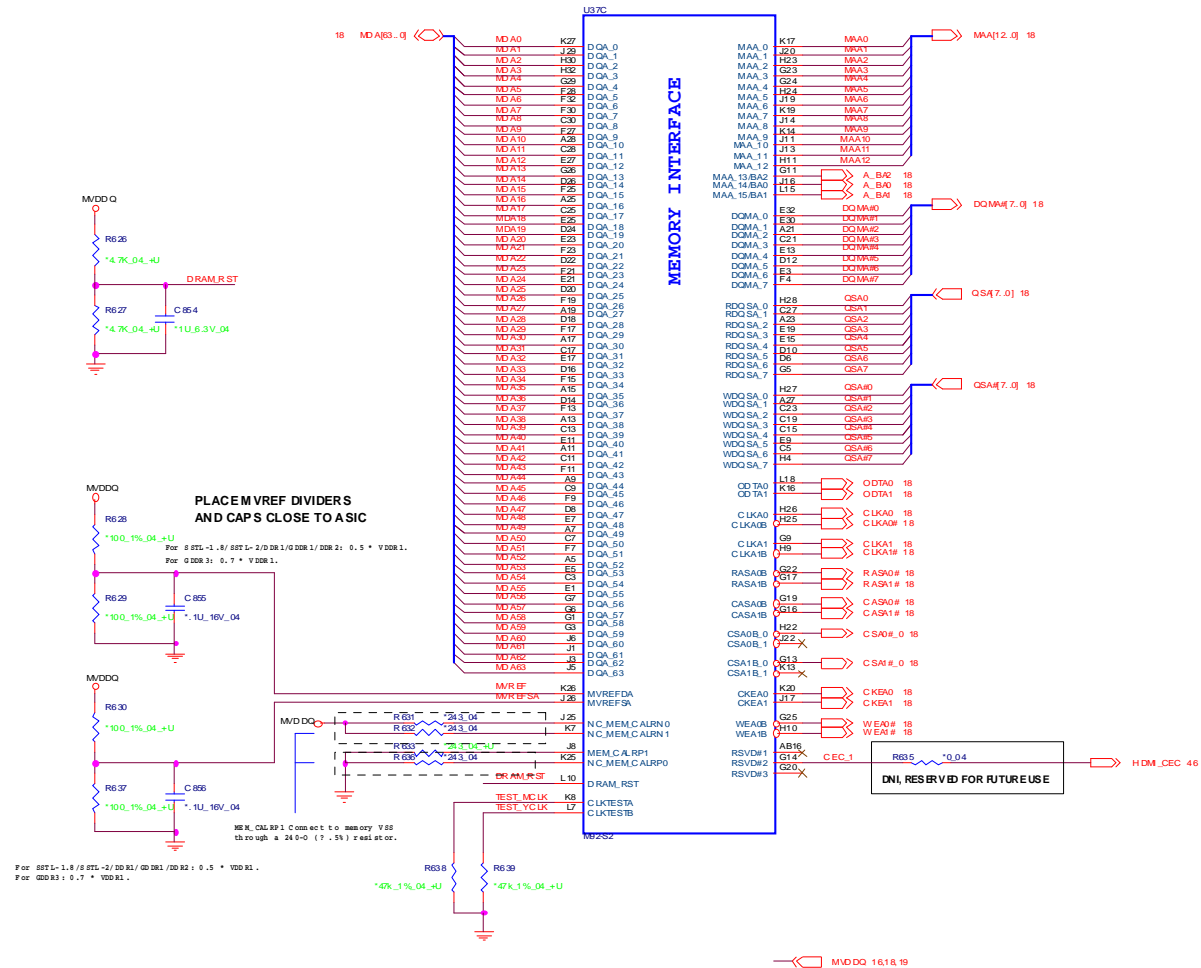 U37C
18 MDA[63..0]
MEMORY INTERFACE
MDA0 K27 DQA_0
MDA1 J29 DQA_1
MDA2 H30 DQA_2
MDA3 H32 DQA_3
MDA4 G29 DQA_4
MDA5 F28 DQA_5
MDA6 F32 DQA_6
MDA7 F30 DQA_7
MDA8 C30 DQA_8
MDA9 F27 DQA_9
MDA10 A28 DQA_10
MDA11 C28 DQA_11
MDA12 E27 DQA_12
MDA13 G26 DQA_13
MDA14 D26 DQA_14
MDA15 F25 DQA_15
MDA16 A25 DQA_16
MDA17 C25 DQA_17
MDA18 E25 DQA_18
MDA19 D24 DQA_19
MDA20 E23 DQA_20
MDA21 F23 DQA_21
MDA22 D22 DQA_22
MDA23 F21 DQA_23
MDA24 E21 DQA_24
MDA25 D20 DQA_25
MDA26 F19 DQA_26
MDA27 A19 DQA_27
MDA28 D18 DQA_28
MDA29 F17 DQA_29
MDA30 A17 DQA_30
MDA31 C17 DQA_31
MDA32 E17 DQA_32
MDA33 D16 DQA_33
MDA34 F15 DQA_34
MDA35 A15 DQA_35
MDA36 D14 DQA_36
MDA37 F13 DQA_37
MDA38 A13 DQA_38
MDA39 C13 DQA_39
MDA40 E11 DQA_40
MDA41 A11 DQA_41
MDA42 C11 DQA_42
MDA43 F11 DQA_43
MDA44 A9 DQA_44
MDA45 C9 DQA_45
MDA46 F9 DQA_46
MDA47 D8 DQA_47
MDA48 E7 DQA_48
MDA49 A7 DQA_49
MDA50 C7 DQA_50
MDA51 F7 DQA_51
MDA52 A5 DQA_52
MDA53 E5 DQA_53
MDA54 C3 DQA_54
MDA55 E1 DQA_55
MDA56 G7 DQA_56
MDA57 G6 DQA_57
MDA58 G1 DQA_58
MDA59 G3 DQA_59
MDA60 J6 DQA_60
MDA61 J1 DQA_61
MDA62 J3 DQA_62
MDA63 J5 DQA_63
MVREF K26 MVREFDA
MVREFSA J26 MVREFSA
MVDDQ R631 *243_04 J25 NC_MEM_CALRN0
R632 *243_04 K7 NC_MEM_CALRN1
R633 *243_04_+U J8 MEM_CALRP1
R636 *243_04 K25 NC_MEM_CALRP0
DRAM_RST L10 DRAM_RST
TEST_MCLK K8 CLKTESTA
TEST_YCLK L7 CLKTESTB
M92-S2
MAA_0 K17 MAA0
MAA_1 J20 MAA1
MAA_2 H23 MAA2
MAA_3 G23 MAA3
MAA_4 G24 MAA4
MAA_5 H24 MAA5
MAA_6 J19 MAA6
MAA_7 K19 MAA7
MAA_8 J14 MAA8
MAA_9 K14 MAA9
MAA_10 J11 MAA10
MAA_11 J13 MAA11
MAA_12 H11 MAA12
MAA[12..0] 18
MAA_13/BA2 G11 A_BA2 18
MAA_14/BA0 J16 A_BA0 18
MAA_15/BA1 L15 A_BA1 18
DQMA_0 E32 DQMA#0
DQMA_1 E30 DQMA#1
DQMA_2 A21 DQMA#2
DQMA_3 C21 DQMA#3
DQMA_4 E13 DQMA#4
DQMA_5 D12 DQMA#5
DQMA_6 E3 DQMA#6
DQMA_7 F4 DQMA#7
DQMA#[7..0] 18
RDQSA_0 H28 QSA0
RDQSA_1 C27 QSA1
RDQSA_2 A23 QSA2
RDQSA_3 E19 QSA3
RDQSA_4 E15 QSA4
RDQSA_5 D10 QSA5
RDQSA_6 D6 QSA6
RDQSA_7 G5 QSA7
QSA[7..0] 18
WDQSA_0 H27 QSA#0
WDQSA_1 A27 QSA#1
WDQSA_2 C23 QSA#2
WDQSA_3 C19 QSA#3
WDQSA_4 C15 QSA#4
WDQSA_5 E9 QSA#5
WDQSA_6 C5 QSA#6
WDQSA_7 H4 QSA#7
QSA#[7..0] 18
ODTA0 L18 ODTA0 18
ODTA1 K16 ODTA1 18
CLKA0 H26 CLKA0 18
CLKA0B H25 CLKA0# 18
CLKA1 G9 CLKA1 18
CLKA1B H9 CLKA1# 18
RASA0B G22 RASA0# 18
RASA1B G17 RASA1# 18
CASA0B G19 CASA0# 18
CASA1B G16 CASA1# 18
CSA0B_0 H22 CSA0#_0 18
CSA0B_1 J22
CSA1B_0 G13 CSA1#_0 18
CSA1B_1 K13
CKEA0 K20 CKEA0 18
CKEA1 J17 CKEA1 18
WEA0B G25 WEA0# 18
WEA1B H10 WEA1# 18
RSVD#1 AB16
RSVD#2 G14 CEC_1 R635 *0_04 HDMI_CEC 46
RSVD#3 G20
DNI, RESERVED FOR FUTURE USE
MVDDQ
R626
*4.7K_04_+U
DRAM_RST
R627
*4.7K_04_+U
C854
*1U_6.3V_04
MVDDQ
PLACE MVREF DIVIDERS
AND CAPS CLOSE TO ASIC
R628
*100_1%_04_+U
For SSTL-1.8/SSTL-2/DDR1/GDDR1/DDR2: 0.5 * VDDR1.
For GDDR3: 0.7 * VDDR1.
R629
*100_1%_04_+U
C855
*.1U_16V_04
MVDDQ
R630
*100_1%_04_+U
R637
*100_1%_04_+U
C856
*.1U_16V_04
MEM_CALRP1 Connect to memory VSS
through a 240-O (?.5%) resistor.
For SSTL-1.8/SSTL-2/DDR1/GDDR1/DDR2: 0.5 * VDDR1.
For GDDR3: 0.7 * VDDR1.
R638
*47k_1%_04_+U
R639
*47k_1%_04_+U
MVDDQ 16,18,19